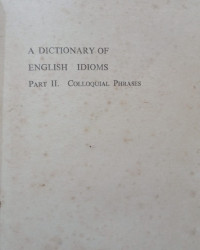 A DICTIONARY OF
ENGLISH IDIOMS
PART II. COLLOQUIAL PHRASES